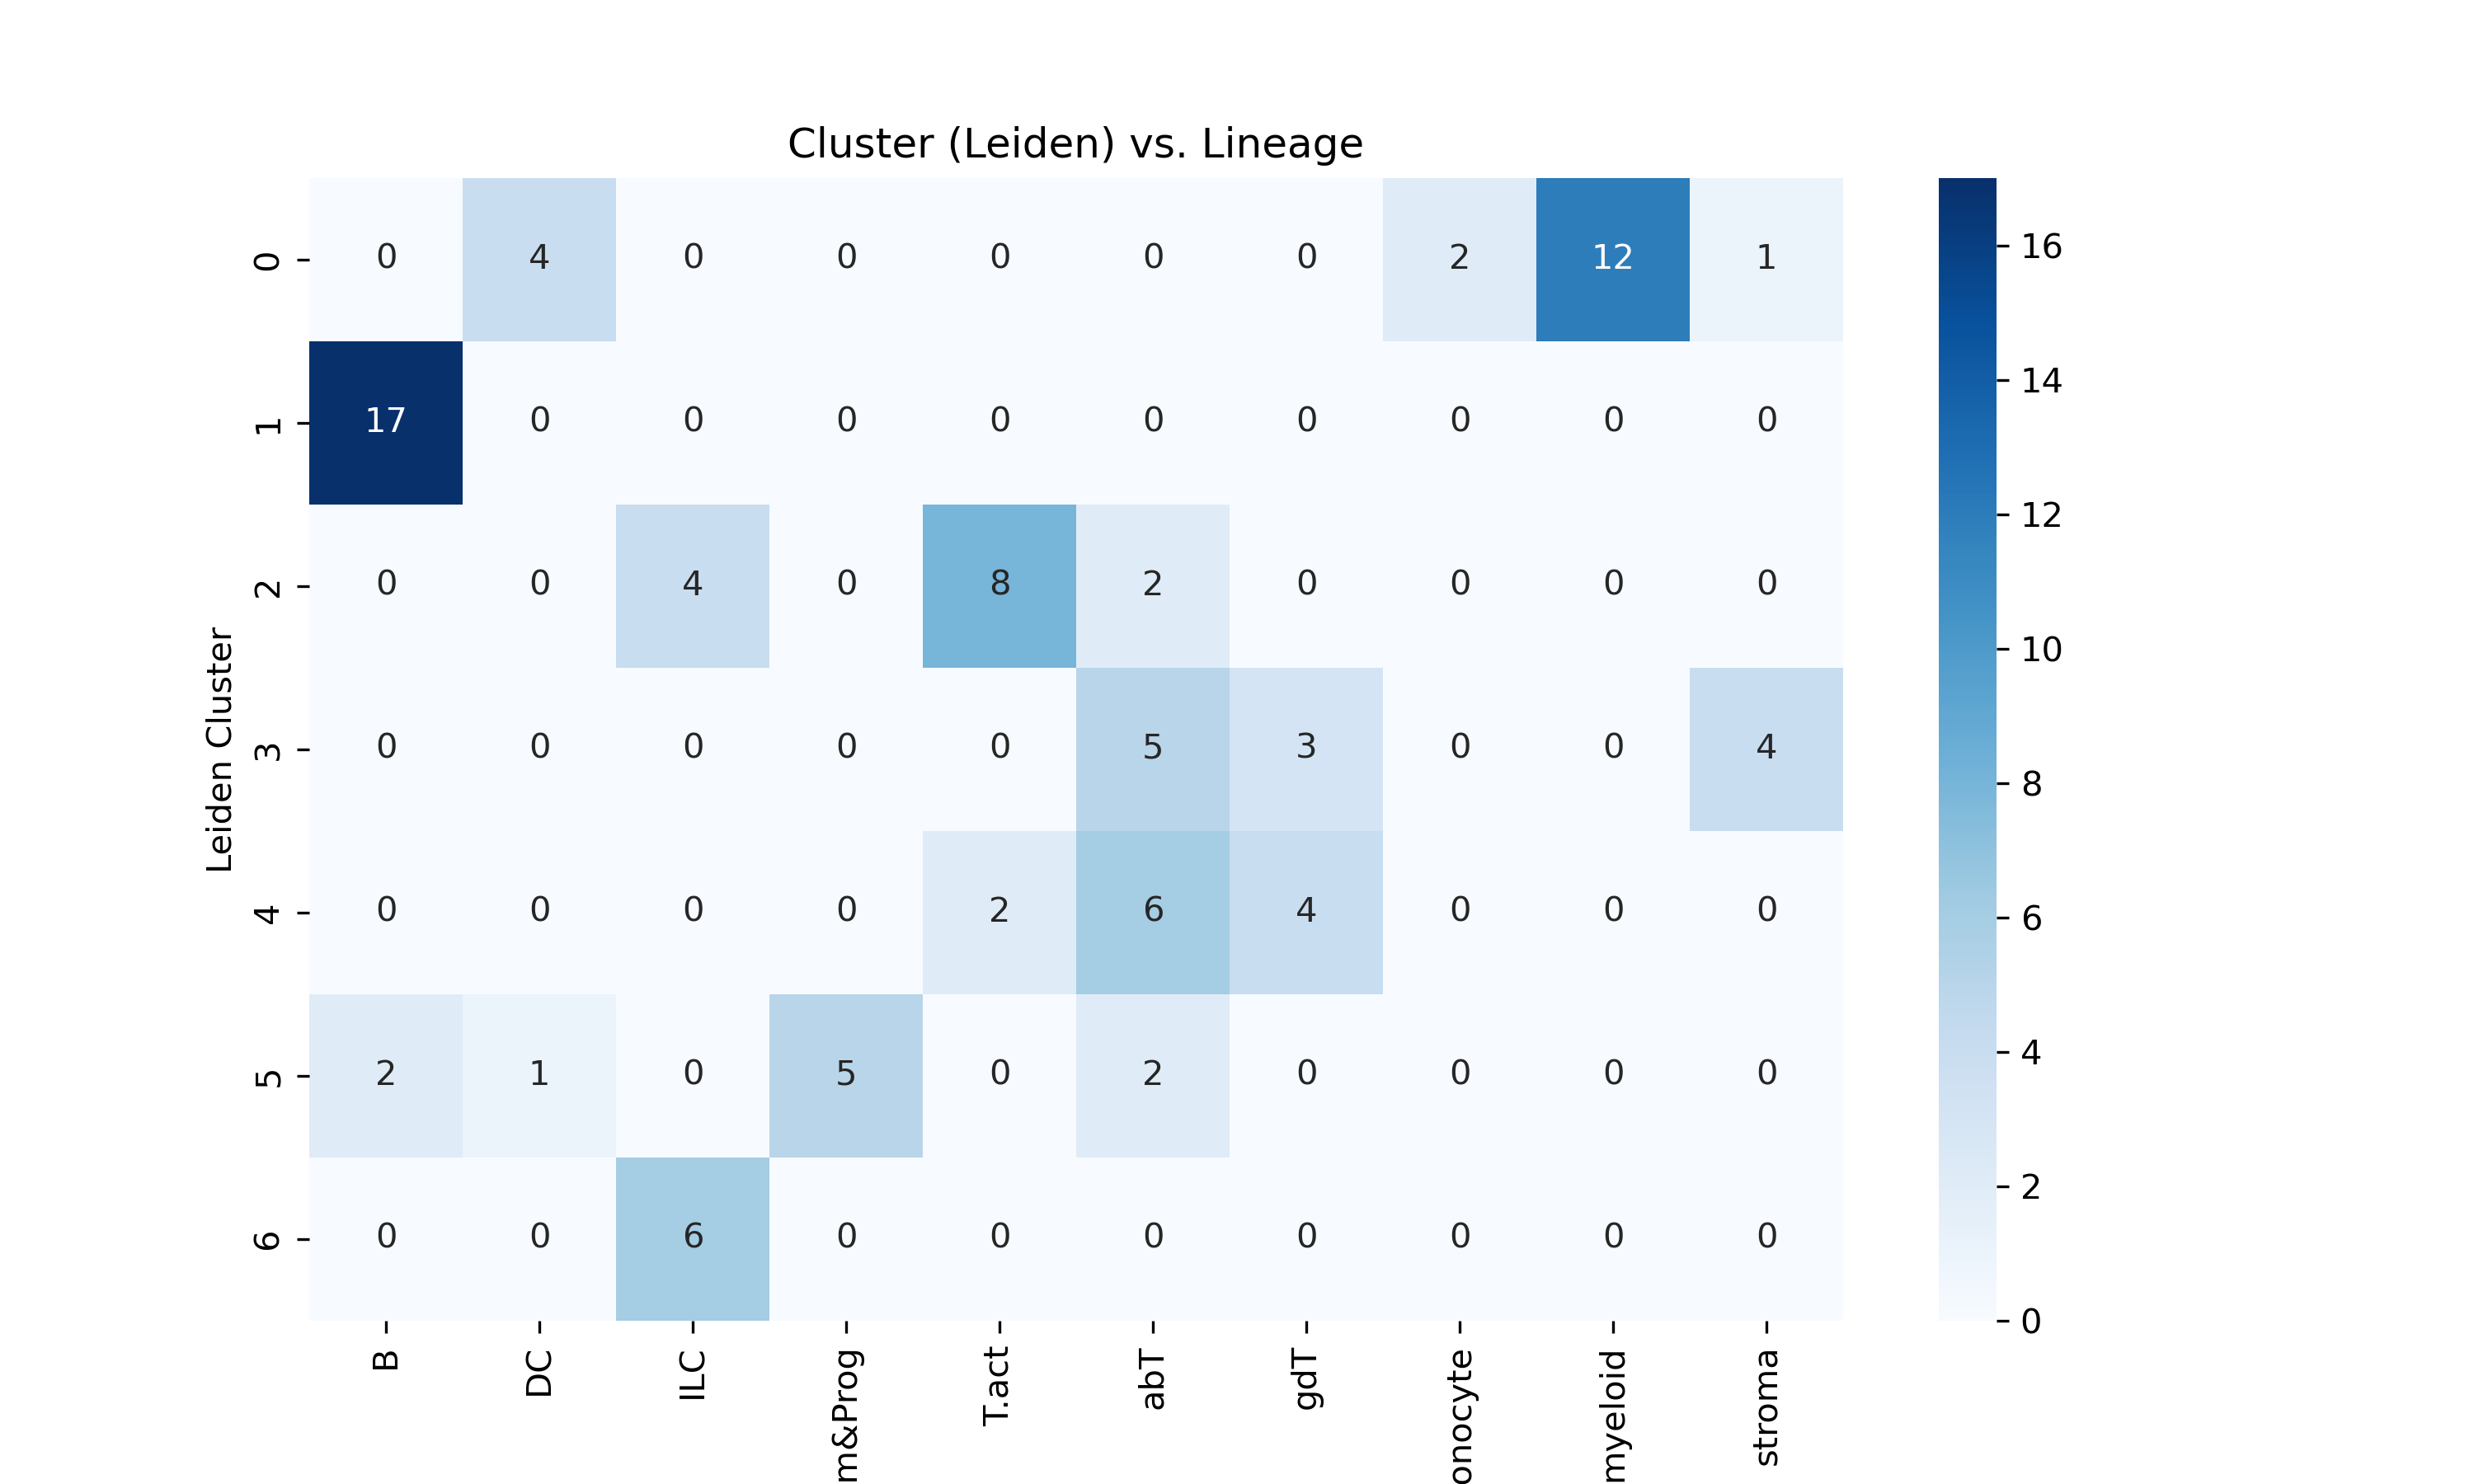 Cluster (Leiden) vs. Lineage
0 0 4 0 0 0 0 0 2 12 1
1 17 0 0 0 0 0 0 0 0 0
2 0 0 4 0 8 2 0 0 0 0
3 0 0 0 0 0 5 3 0 0 4
4 0 0 0 0 2 6 4 0 0 0
5 2 1 0 5 0 2 0 0 0 0
6 0 0 6 0 0 0 0 0 0 0
Leiden Cluster
B
DC
ILC
m&Prog
T.act
abT
gdT
onocyte
myeloid
stroma
16
14
12
10
8
6
4
2
0